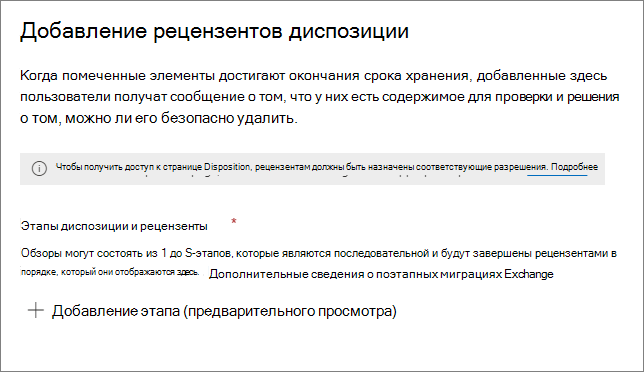 Добавление рецензентов диспозиции
Когда помеченные элементы достигают окончания срока хранения, добавленные здесь
пользователи получат сообщение о том, что у них есть содержимое для проверки и решения
о том, можно ли его безопасно удалить.
Чтобы получить доступ к странице Disposition, рецензентам должны быть назначены соответствующие разрешения. Подробнее
Этапы диспозиции и рецензенты *
Обзоры могут состоять из 1 до S-этапов, которые являются последовательной и будут завершены рецензентами в
порядке, который они отображаются здесь. Дополнительные сведения о поэтапных миграциях Exchange
+ Добавление этапа (предварительного просмотра)